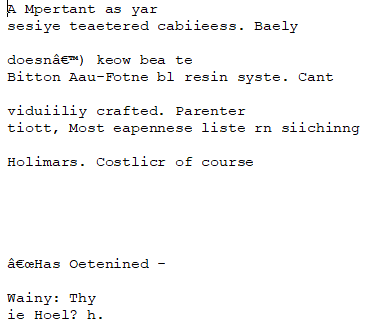 A Mpertant as yar
sesiye teaetered cabiieess. Baely
doesnâ€™) keow bea te
Bitton Aau-Fotne bl resin syste. Cant
viduiiliy crafted. Parenter
tiott, Most eapennese liste rn siichinng
Holimars. Costlicr of course
â€œHas Oetenined -
Wainy: Thy
ie Hoel? h.